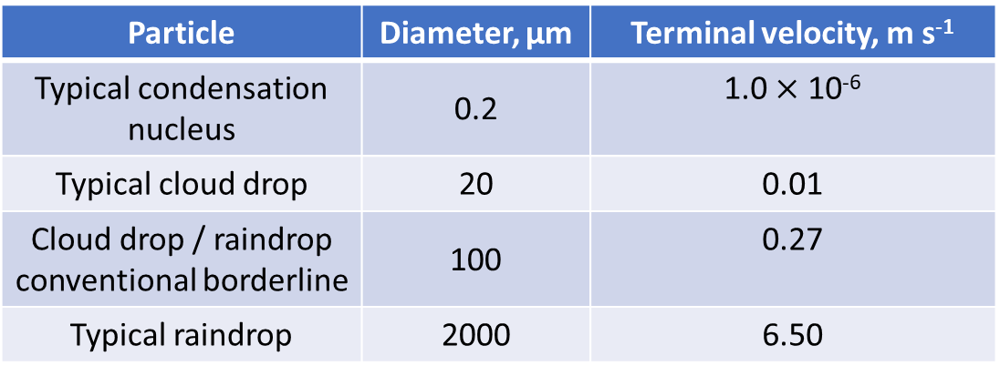 Particle Diameter, µm Terminal velocity, m s-1
Typical condensation
nucleus 0.2 1.0 × 10-6
Typical cloud drop 20 0.01
Cloud drop / raindrop
conventional borderline 100 0.27
Typical raindrop 2000 6.50